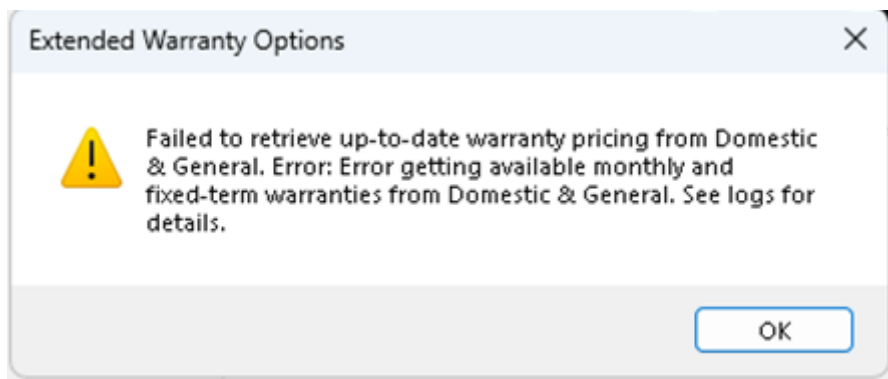 Extended Warranty Options
Failed to retrieve up-to-date warranty pricing from Domestic
& General. Error: Error getting available monthly and
fixed-term warranties from Domestic & General. See logs for
details.
OK